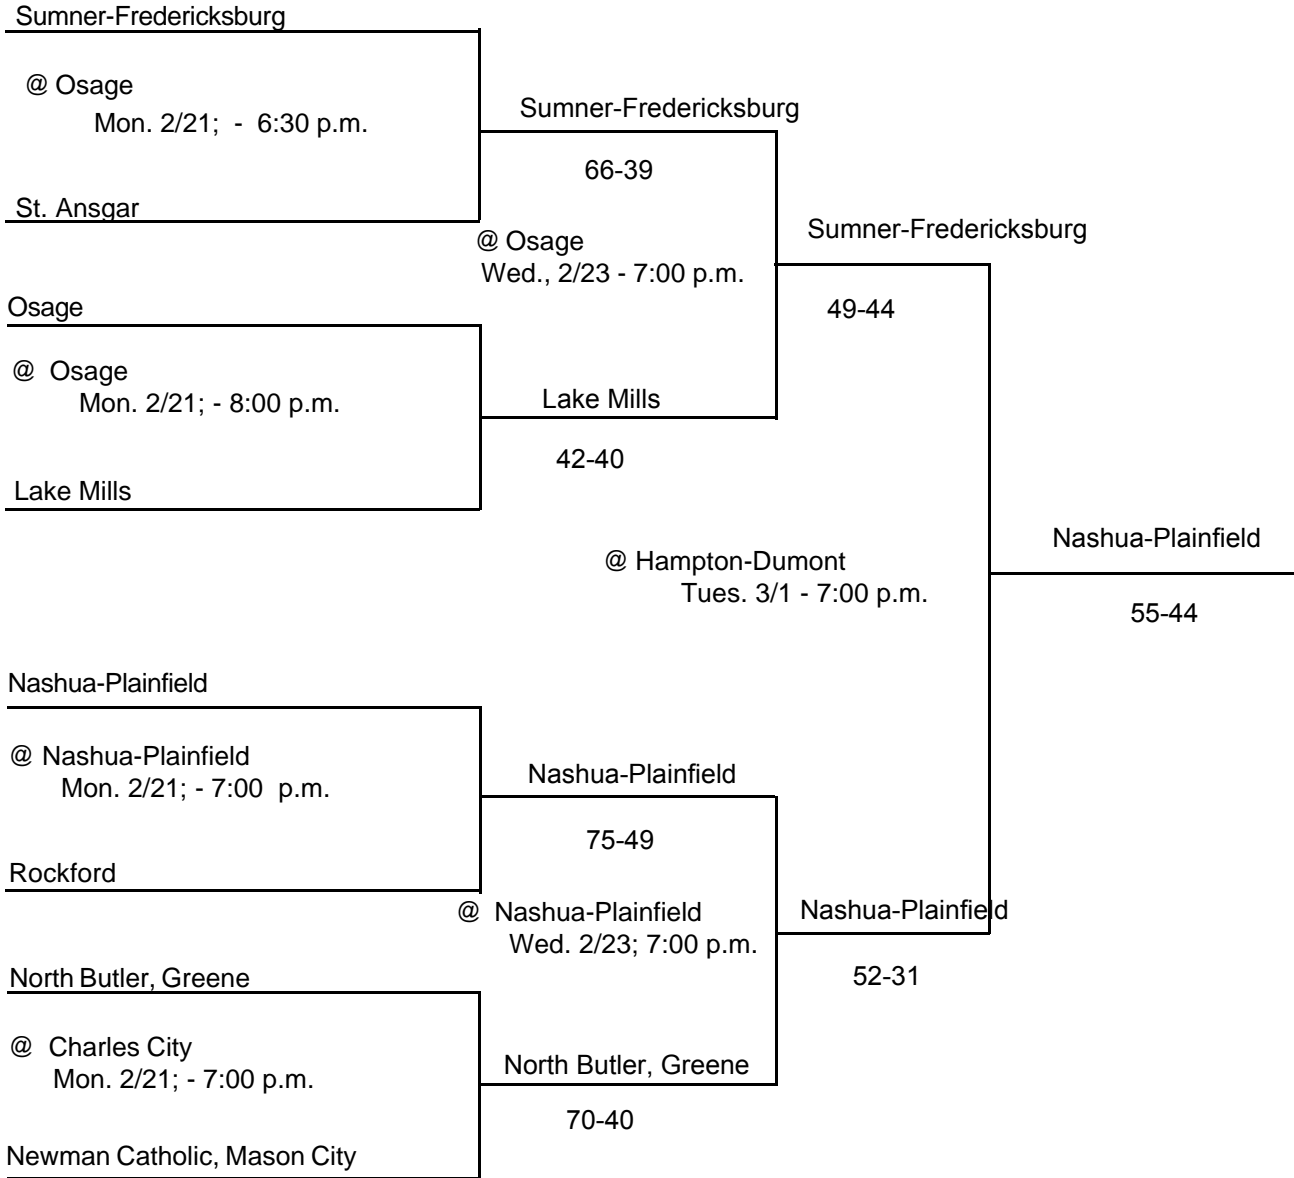 Sumner-Fredericksburg
@ Osage
Mon. 2/21; - 6:30 p.m.
St. Ansgar
Sumner-Fredericksburg
66-39
@ Osage
Wed., 2/23 - 7:00 p.m.
Sumner-Fredericksburg
49-44
Osage
@ Osage
Mon. 2/21; - 8:00 p.m.
Lake Mills
Lake Mills
42-40
@ Hampton-Dumont
Tues. 3/1 - 7:00 p.m.
Nashua-Plainfield
55-44
Nashua-Plainfield
@ Nashua-Plainfield
Mon. 2/21; - 7:00 p.m.
Rockford
Nashua-Plainfield
75-49
@ Nashua-Plainfield
Wed. 2/23; 7:00 p.m.
Nashua-Plainfield
52-31
North Butler, Greene
@ Charles City
Mon. 2/21; - 7:00 p.m.
Newman Catholic, Mason City
North Butler, Greene
70-40